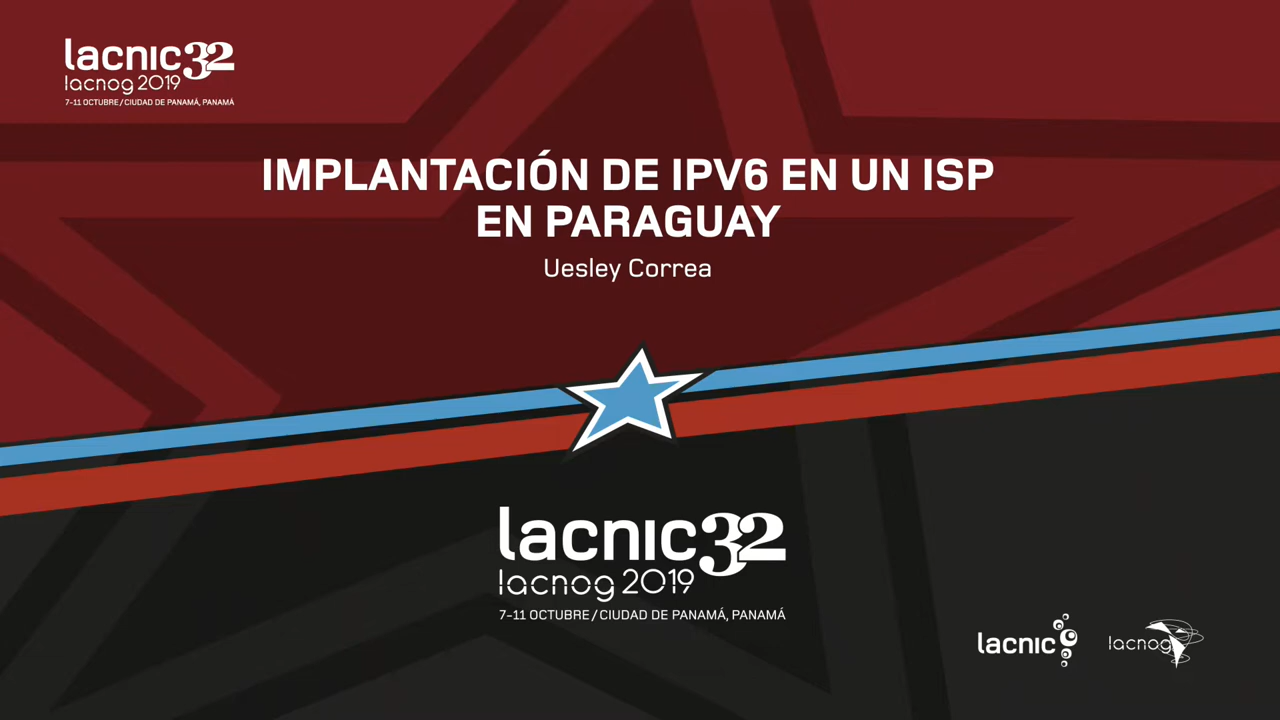 lacnic32
lacnog 2019
7-11 OCTUBRE / CIUDAD DE PANAMÁ, PANAMÁ
IMPLANTACIÓN DE IPV6 EN UN ISP
EN PARAGUAY
Uesley Correa
lacnic32
lacnog 2019
7-11 OCTUBRE / CIUDAD DE PANAMÁ, PANAMÁ
lacnic
lacnog